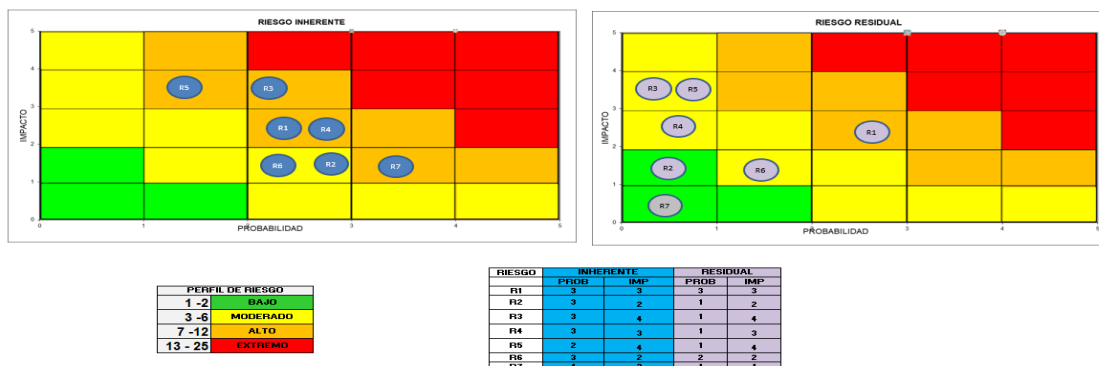 RIESGO INHERENTE
5
4
3
2
1
0
R5
R3
R1
R4
R6
R2
R7
IMPACTO
0 1 2 3 4 5
PROBABILIDAD
RIESGO RESIDUAL
5
4
3
2
1
0
R3
R5
R4
R1
R2
R6
R7
IMPACTO
0 1 2 3 4 5
PROBABILIDAD
PERFIL DE RIESGO
1 -2 BAJO
3 -6 MODERADO
7 -12 ALTO
13 - 25 EXTREMO
RIESGO INHERENTE RESIDUAL
PROB IMP PROB IMP
R1 3 3 3 3
R2 3 2 1 2
R3 3 4 1 4
R4 3 3 1 3
R5 2 4 1 4
R6 3 2 2 2
R7